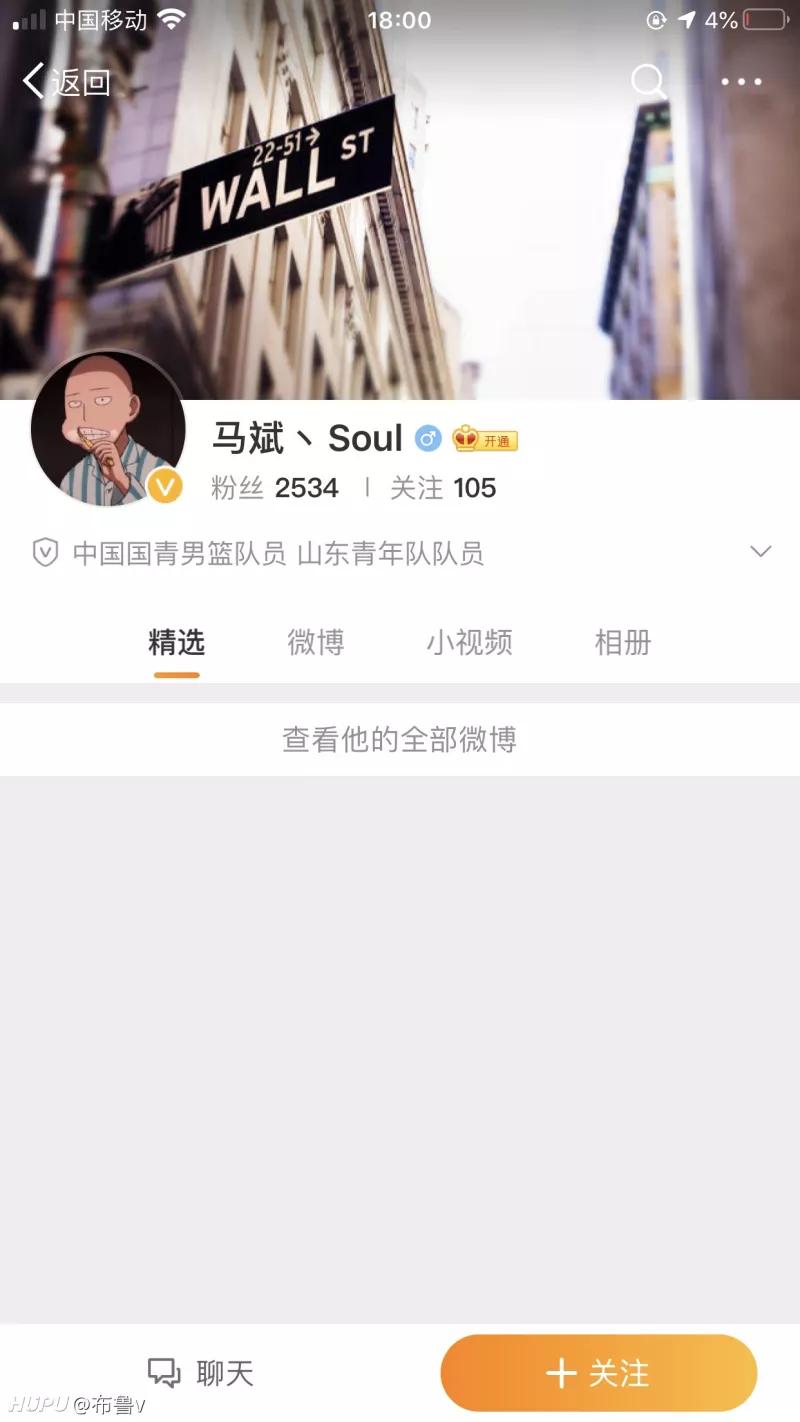 中国移动 18:00 4%
返回
22-51→ ST
WALL
马斌丶Soul 开通
粉丝 2534 | 关注 105
中国国青男篮队员 山东青年队队员
精选 微博 小视频 相册
查看他的全部微博
聊天 + 关注
HUPU @布鲁v